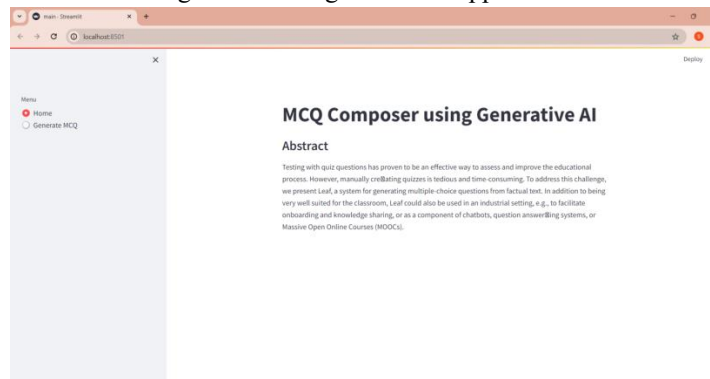 main · Streamlit
localhost:8501
Deploy
Menu
Home
Generate MCQ
MCQ Composer using Generative AI
Abstract
Testing with quiz questions has proven to be an effective way to assess and improve the educational
process. However, manually creating quizzes is tedious and time-consuming. To address this challenge,
we present Leaf, a system for generating multiple-choice questions from factual text. In addition to being
very well suited for the classroom, Leaf could also be used in an industrial setting, e.g., to facilitate
onboarding and knowledge sharing, or as a component of chatbots, question answering systems, or
Massive Open Online Courses (MOOCs).